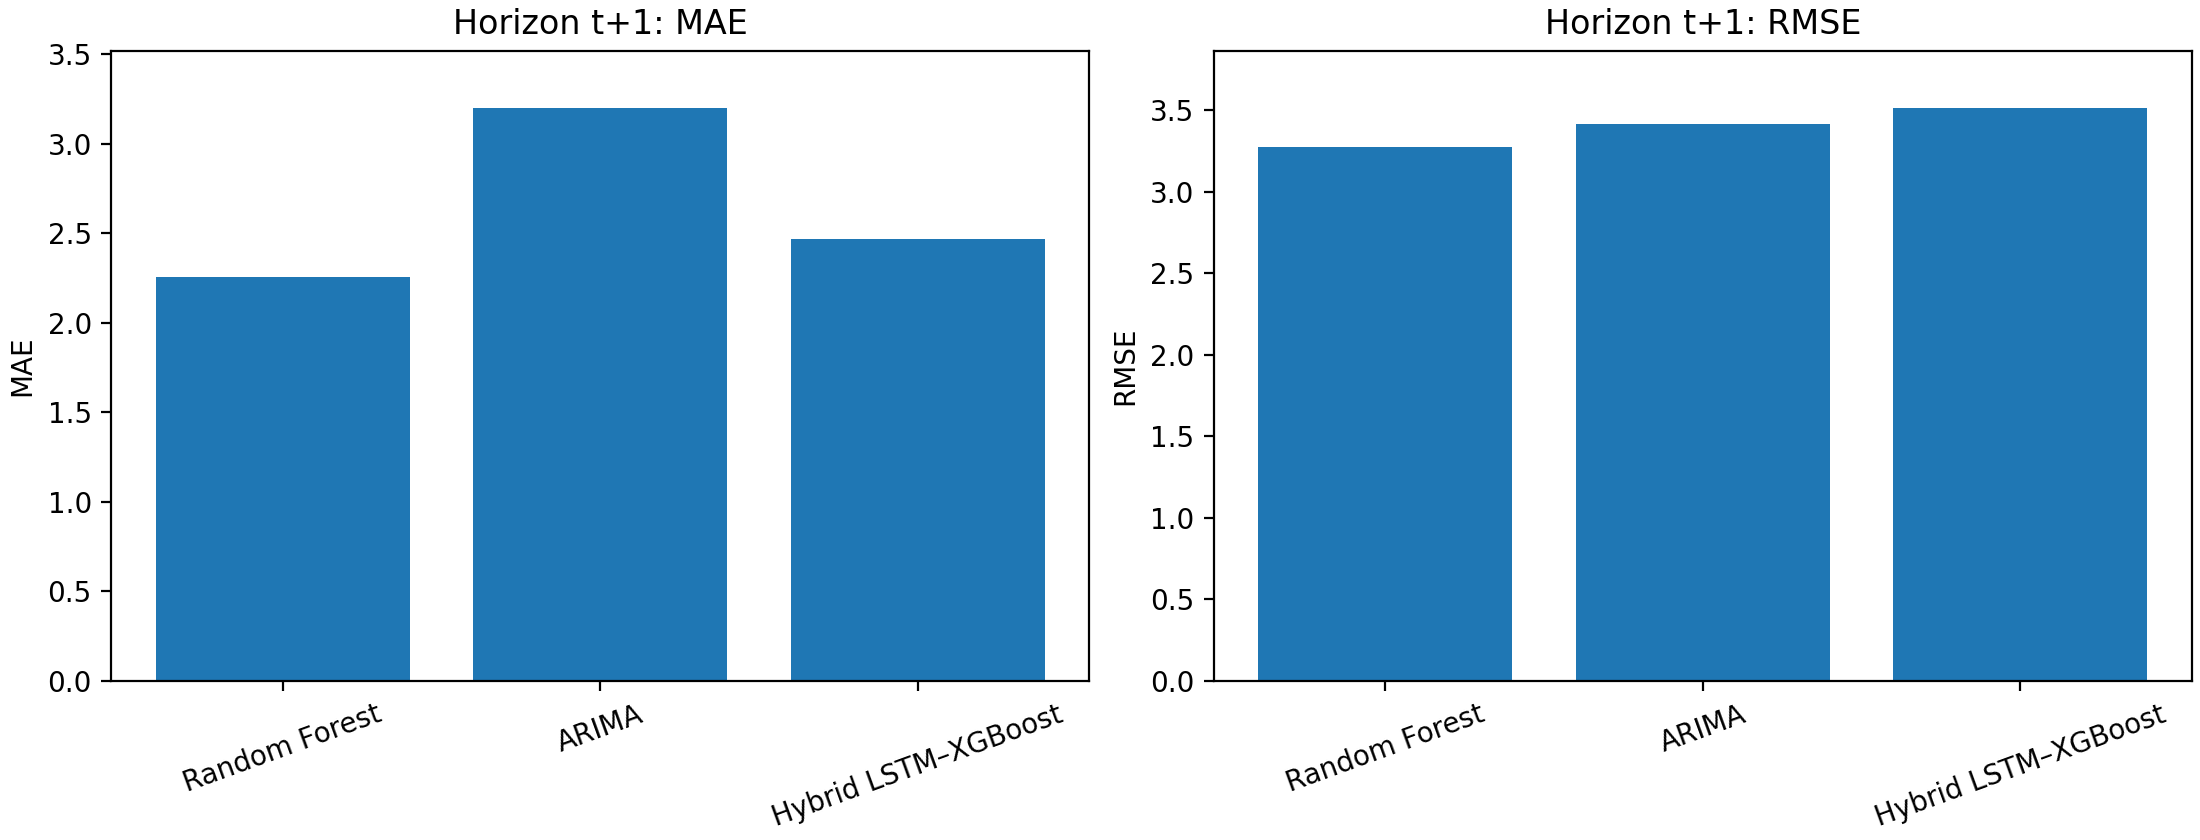 Horizon t+1: MAE
MAE
3.5
3.0
2.5
2.0
1.5
1.0
0.5
0.0
Random Forest
ARIMA
Hybrid LSTM–XGBoost
Horizon t+1: RMSE
RMSE
3.5
3.0
2.5
2.0
1.5
1.0
0.5
0.0
Random Forest
ARIMA
Hybrid LSTM–XGBoost